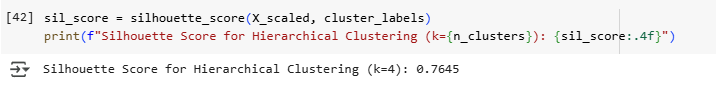 [42] sil_score = silhouette_score(X_scaled, cluster_labels)
print(f"Silhouette Score for Hierarchical Clustering (k={n_clusters}): {sil_score:.4f}")
Silhouette Score for Hierarchical Clustering (k=4): 0.7645